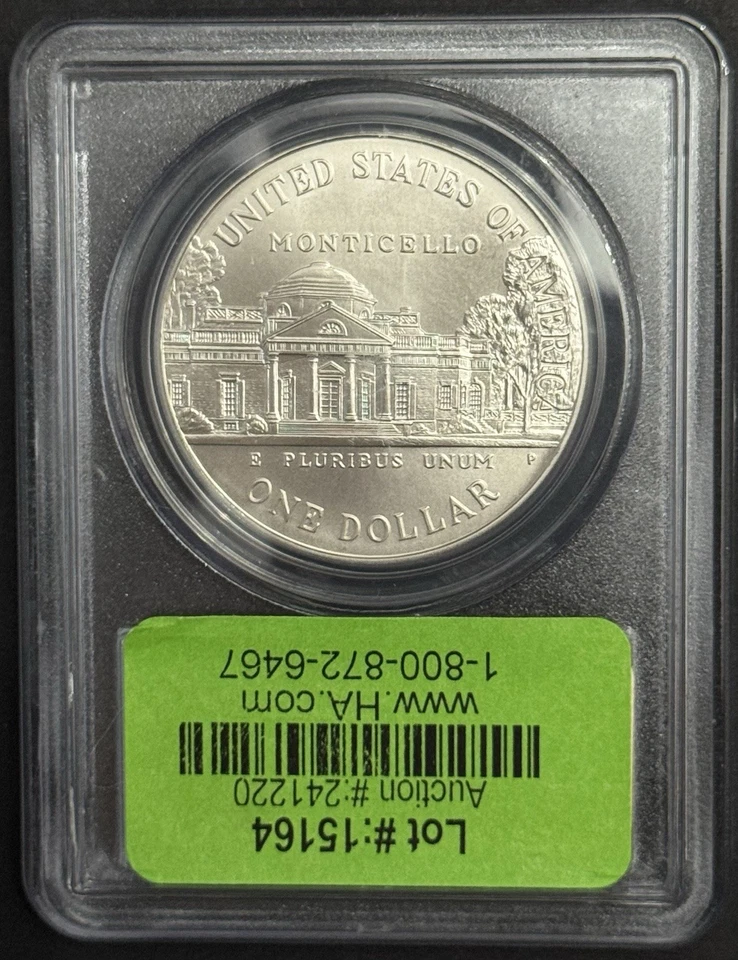 UNITED STATES OF AMERICA
MONTICELLO
E PLURIBUS UNUM P
ONE DOLLAR
Lot #:15164
Auction #:241220
www.HA.com
1-800-872-6467